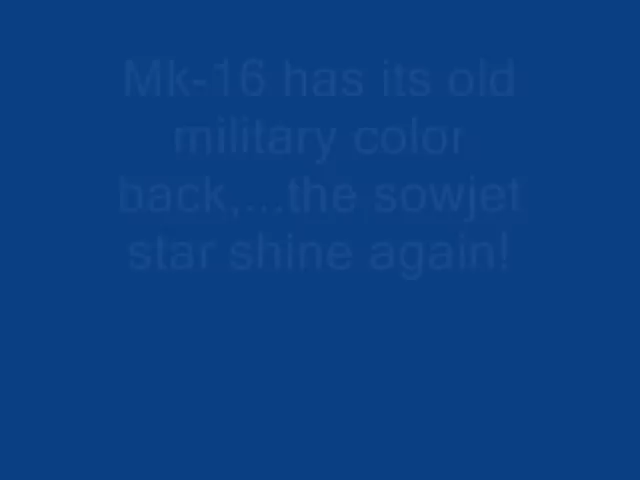 Mk-16 has its old
military color
back,...the sowjet
star shine again!